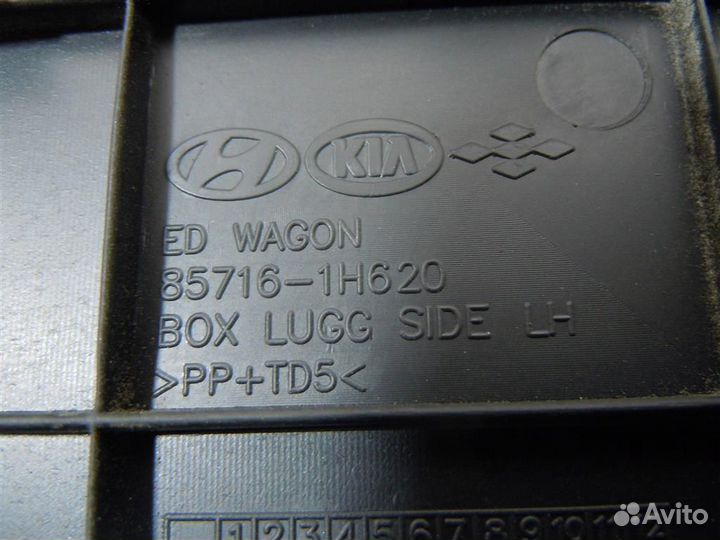 KIA
ED WAGON
85716-1H620
BOX LUGG SIDE LH
>PP+TD5<
1 2 3 4 5 6 7 8 9 10 11 12
Avito